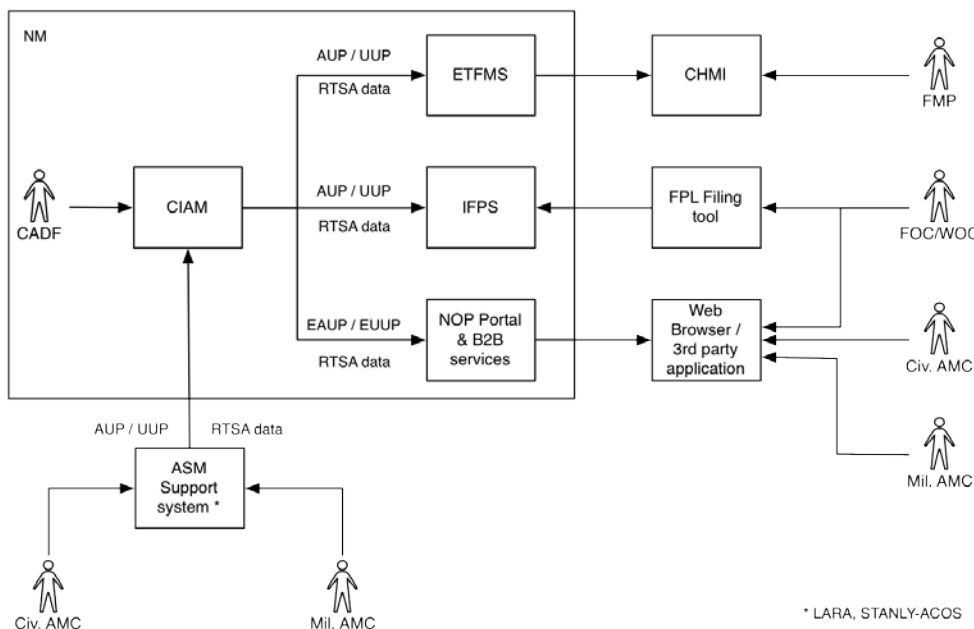 NM
AUP / UUP
RTSA data
ETFMS
CHMI
FMP
CADF
CIAM
AUP / UUP
RTSA data
IFPS
FPL Filing
tool
FOC/WOC
EAUP / EUUP
RTSA data
NOP Portal
& B2B
services
Web
Browser /
3rd party
application
Civ. AMC
AUP / UUP
RTSA data
Mil. AMC
ASM
Support
system *
Civ. AMC
Mil. AMC
* LARA, STANLY-ACOS